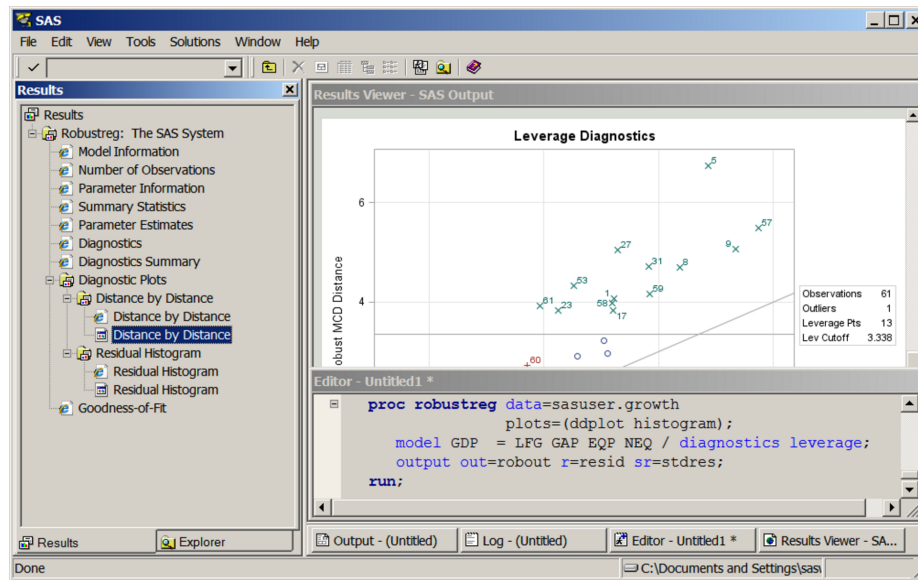 SAS
File Edit View Tools Solutions Window Help
Results
Results
Robustreg: The SAS System
Model Information
Number of Observations
Parameter Information
Summary Statistics
Parameter Estimates
Diagnostics
Diagnostics Summary
Diagnostic Plots
Distance by Distance
Distance by Distance
Distance by Distance
Residual Histogram
Residual Histogram
Residual Histogram
Goodness-of-Fit
Results Explorer
Results Viewer - SAS Output
Leverage Diagnostics
obust MCD Distance
6
4
5
57
9
27
31
8
53
59
1
61
23
58
17
60
Observations 61
Outliers 1
Leverage Pts 13
Lev Cutoff 3.338
Editor - Untitled1 *
proc robustreg data=sasuser.growth
plots=(ddplot histogram);
model GDP = LFG GAP EQP NEQ / diagnostics leverage;
output out=robout r=resid sr=stdres;
run;
Output - (Untitled) Log - (Untitled) Editor - Untitled1 * Results Viewer - SA...
Done C:\Documents and Settings\sas